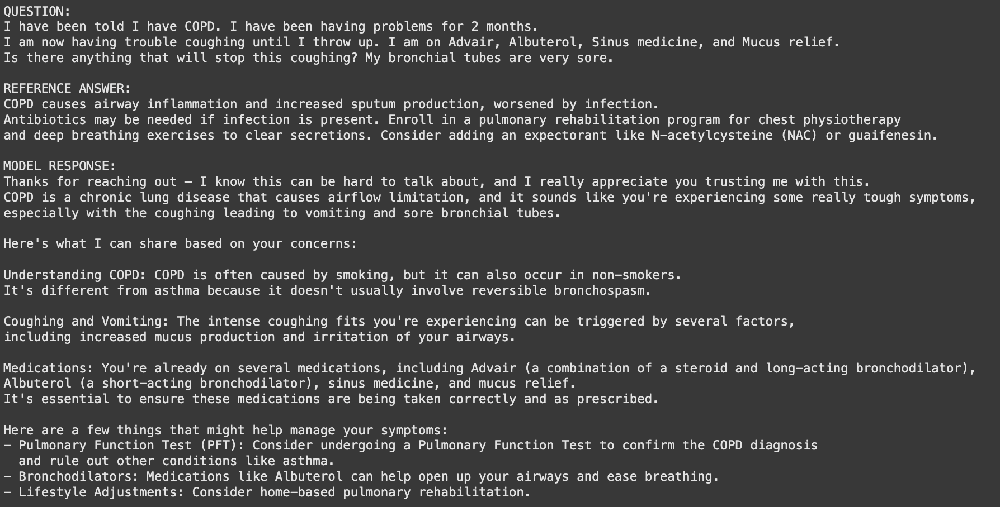 QUESTION:
I have been told I have COPD. I have been having problems for 2 months.
I am now having trouble coughing until I throw up. I am on Advair, Albuterol, Sinus medicine, and Mucus relief.
Is there anything that will stop this coughing? My bronchial tubes are very sore.
REFERENCE ANSWER:
COPD causes airway inflammation and increased sputum production, worsened by infection.
Antibiotics may be needed if infection is present. Enroll in a pulmonary rehabilitation program for chest physiotherapy
and deep breathing exercises to clear secretions. Consider adding an expectorant like N-acetylcysteine (NAC) or guaifenesin.
MODEL RESPONSE:
Thanks for reaching out – I know this can be hard to talk about, and I really appreciate you trusting me with this.
COPD is a chronic lung disease that causes airflow limitation, and it sounds like you're experiencing some really tough symptoms,
especially with the coughing leading to vomiting and sore bronchial tubes.
Here's what I can share based on your concerns:
Understanding COPD: COPD is often caused by smoking, but it can also occur in non-smokers.
It's different from asthma because it doesn't usually involve reversible bronchospasm.
Coughing and Vomiting: The intense coughing fits you're experiencing can be triggered by several factors,
including increased mucus production and irritation of your airways.
Medications: You're already on several medications, including Advair (a combination of a steroid and long-acting bronchodilator),
Albuterol (a short-acting bronchodilator), sinus medicine, and mucus relief.
It's essential to ensure these medications are being taken correctly and as prescribed.
Here are a few things that might help manage your symptoms:
- Pulmonary Function Test (PFT): Consider undergoing a Pulmonary Function Test to confirm the COPD diagnosis
and rule out other conditions like asthma.
- Bronchodilators: Medications like Albuterol can help open up your airways and ease breathing.
- Lifestyle Adjustments: Consider home-based pulmonary rehabilitation.